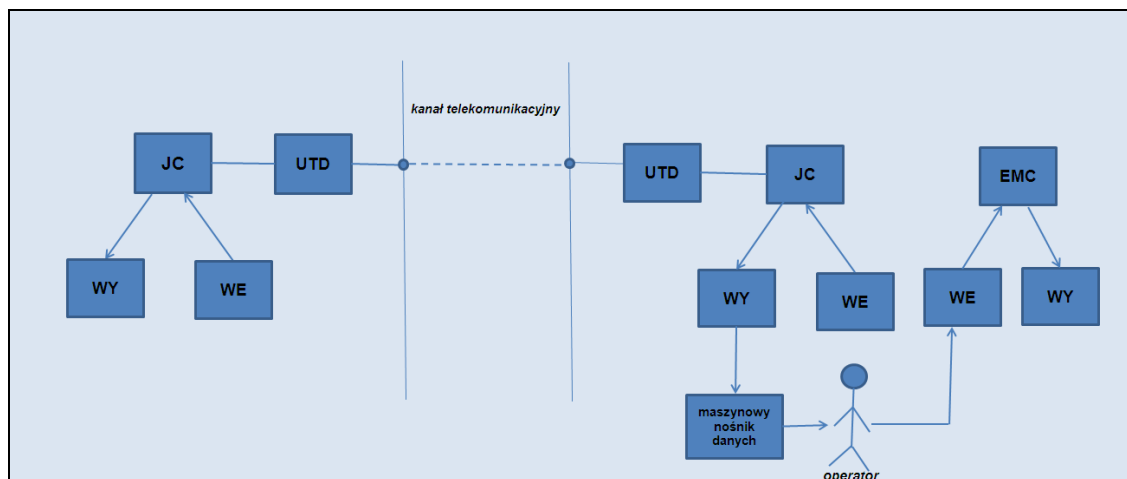 kanał telekomunikacyjny
JC
UTD
UTD
JC
EMC
WY
WE
WY
WE
WE
WY
maszynowy
nośnik
danych
operator